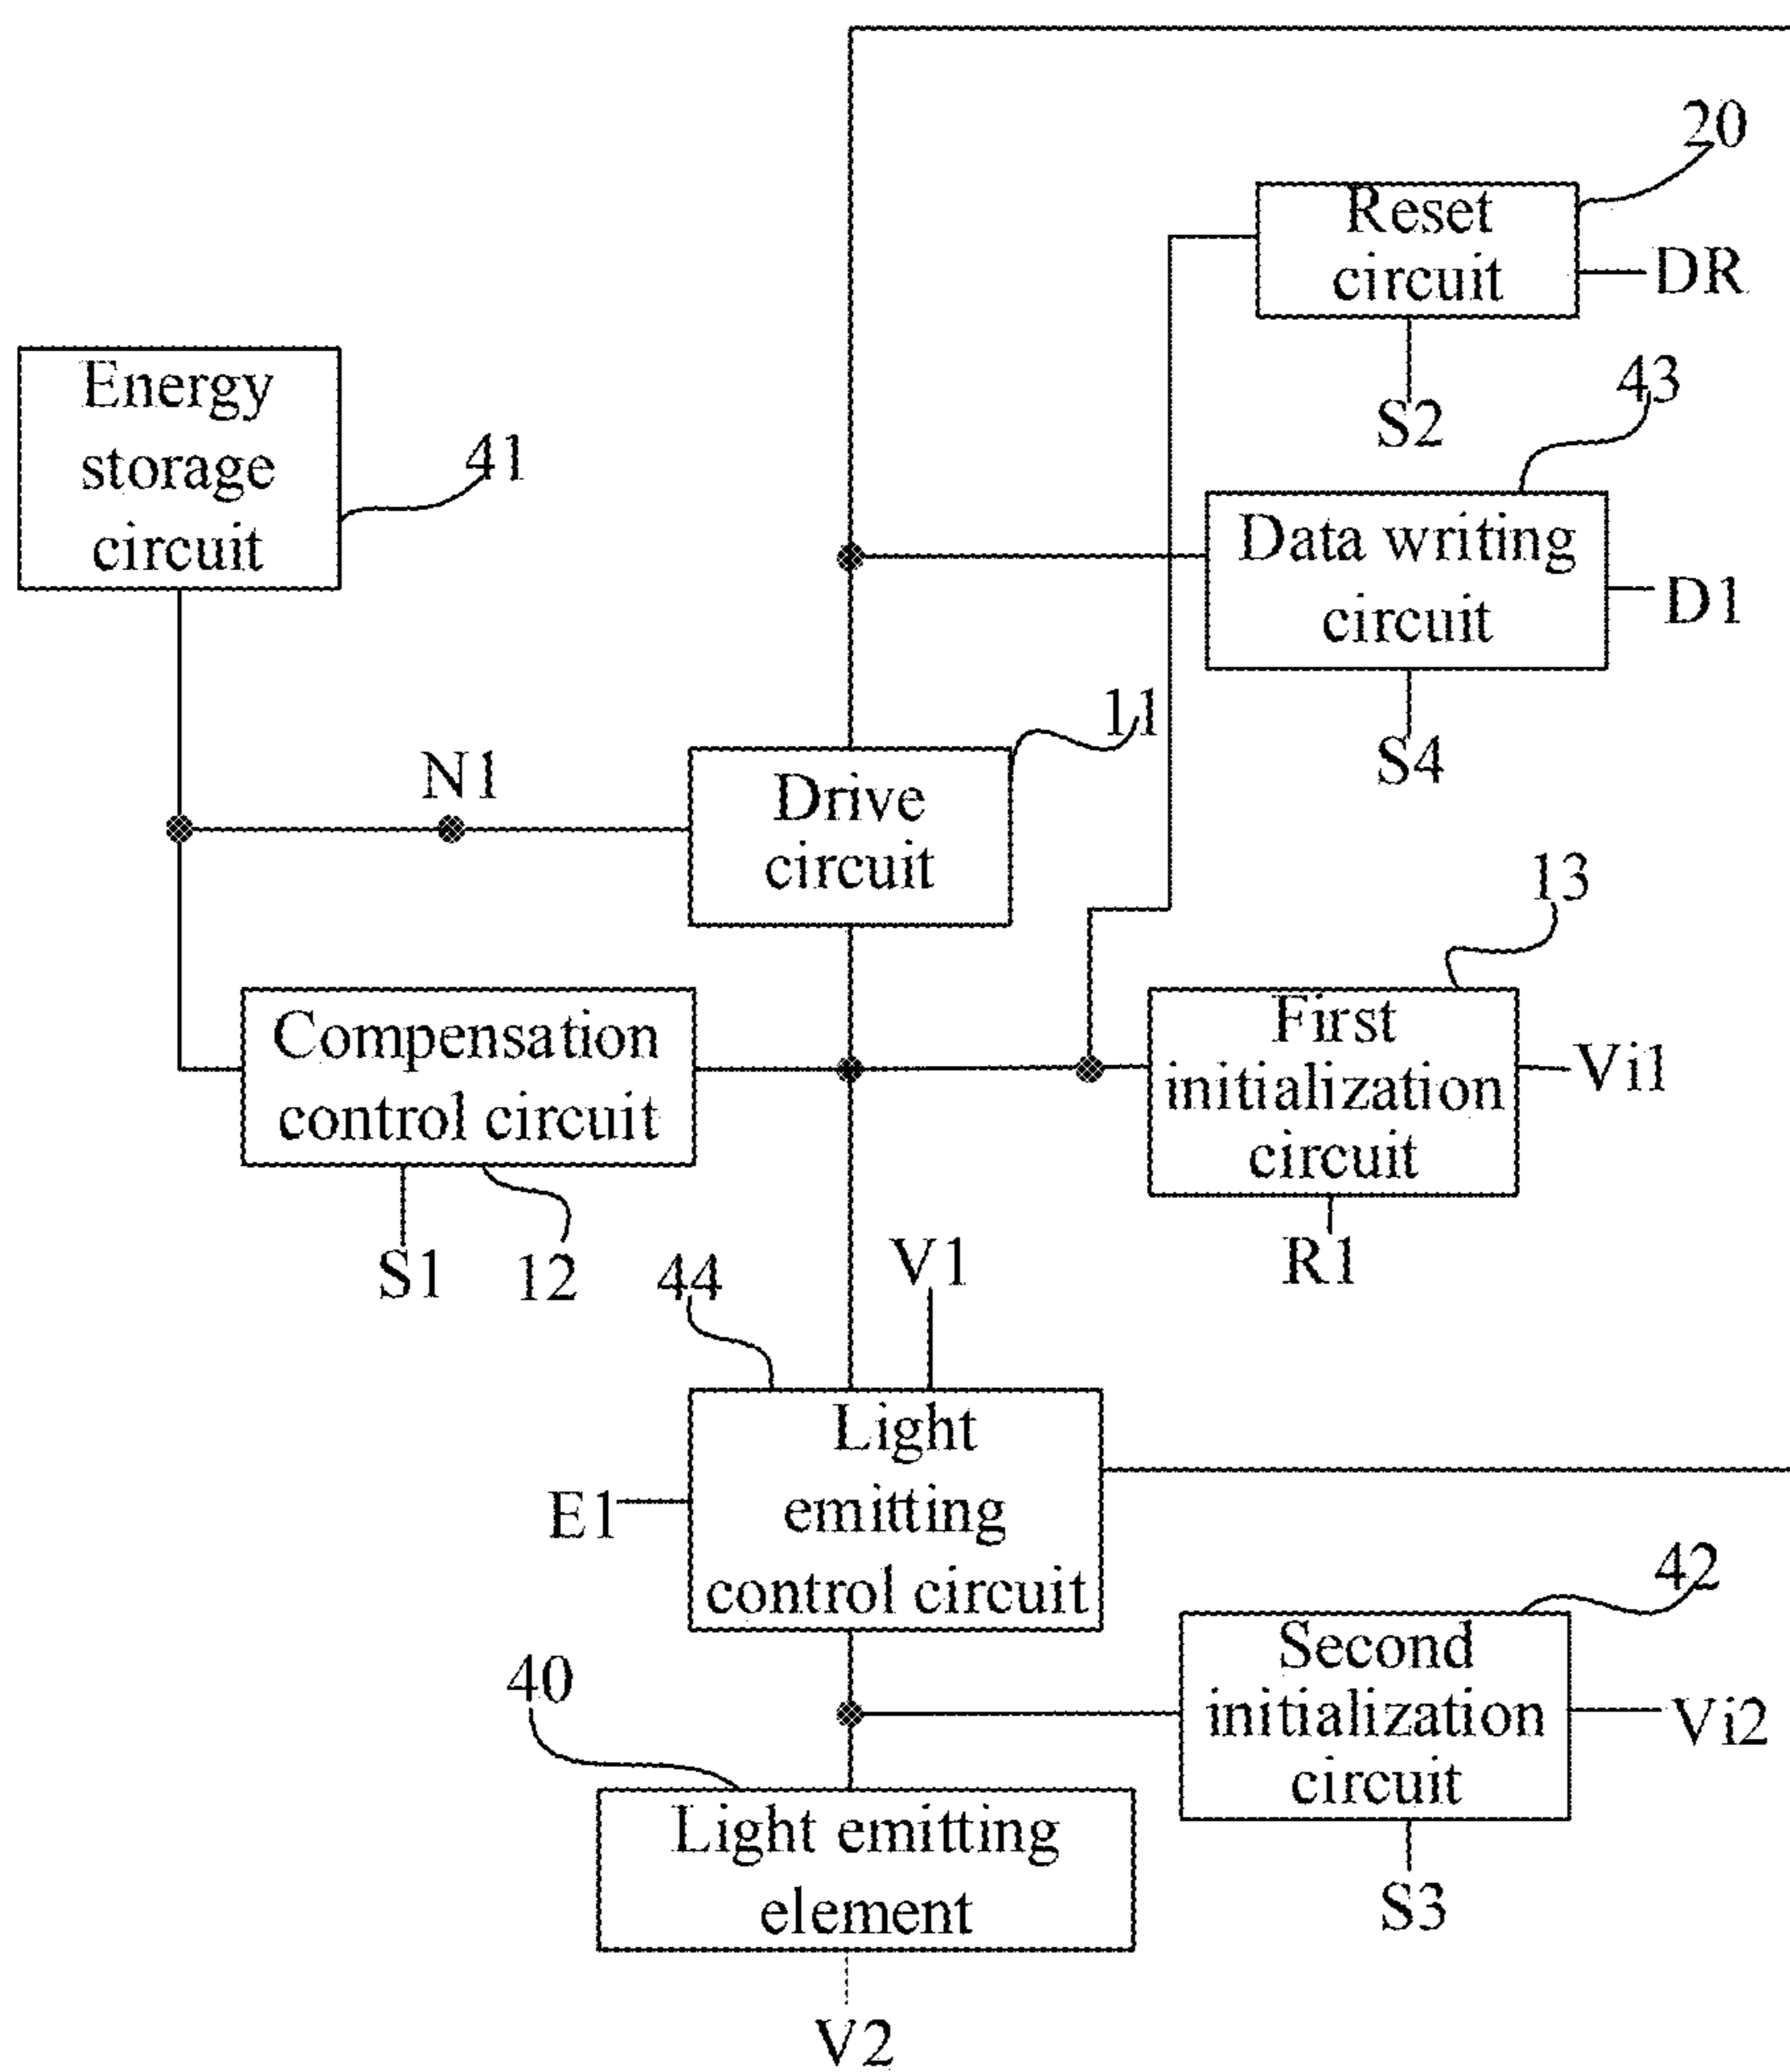 20
Reset
circuit
DR
S2
Energy
storage
circuit
41
43
Data writing
circuit
D1
S4
11
N1
Drive
circuit
13
First
initialization
circuit
Vi1
R1
Compensation
control circuit
S1
12
44
V1
Light
emitting
control circuit
E1
42
Second
initialization
circuit
Vi2
S3
40
Light emitting
element
V2